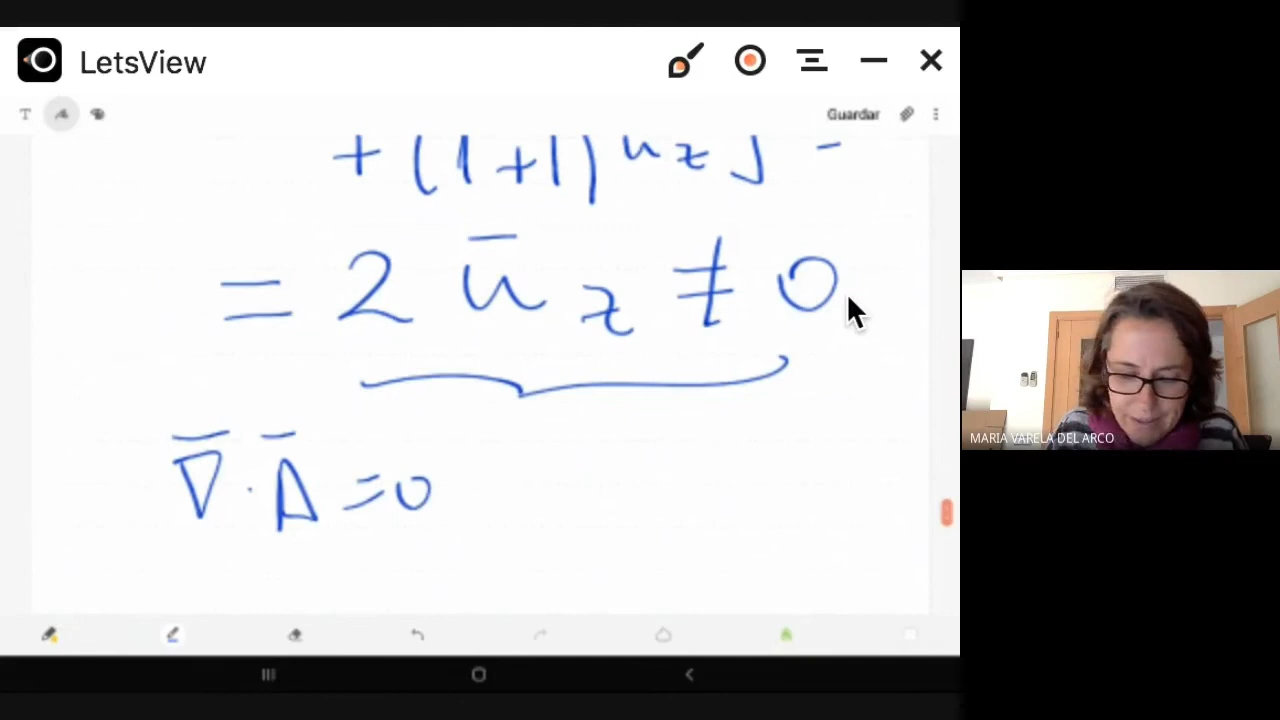 LetsView
T Guardar
+ (1+1) u z ] =
= 2 ū z ≠ 0
∇̄ · Ā = 0
MARIA VARELA DEL ARCO